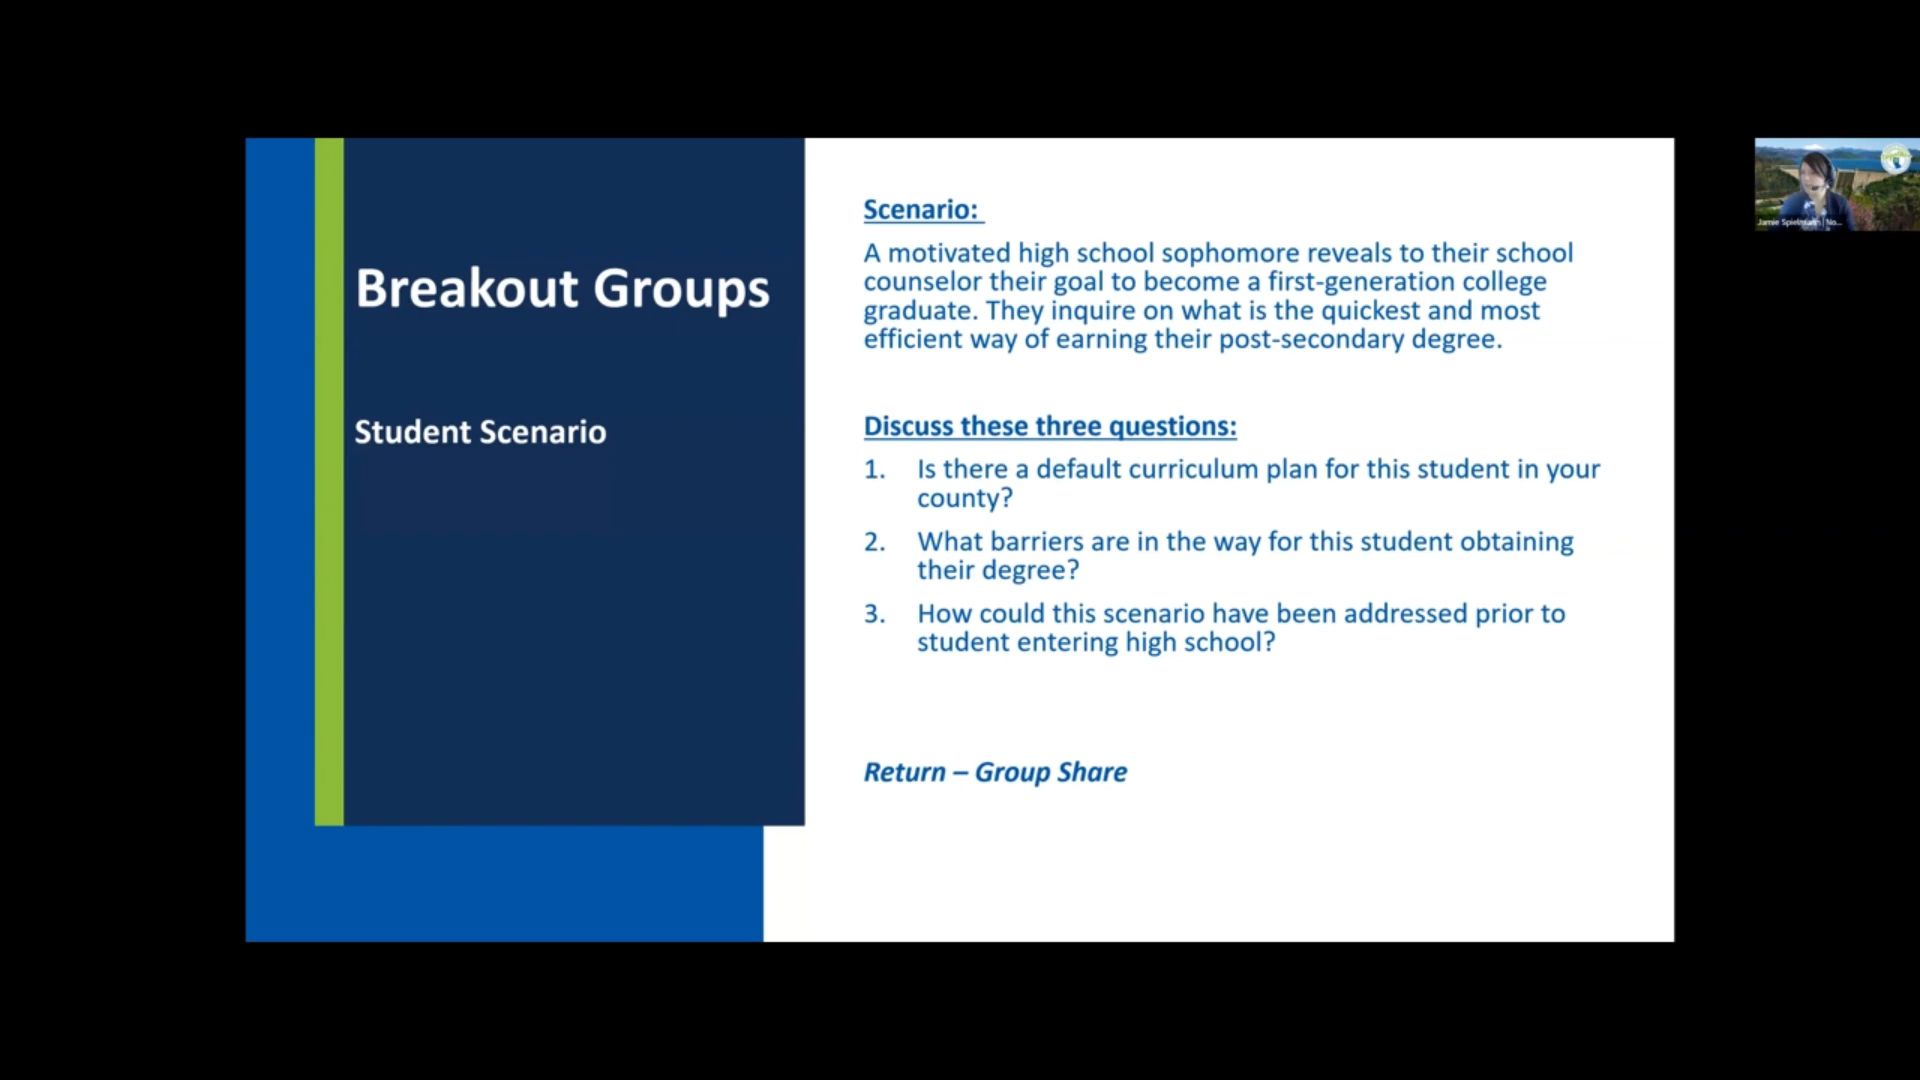 Breakout Groups
Student Scenario
Scenario:
A motivated high school sophomore reveals to their school
counselor their goal to become a first-generation college
graduate. They inquire on what is the quickest and most
efficient way of earning their post-secondary degree.
Discuss these three questions:
1. Is there a default curriculum plan for this student in your
county?
2. What barriers are in the way for this student obtaining
their degree?
3. How could this scenario have been addressed prior to
student entering high school?
Return – Group Share
Jamie Spielmann | No...